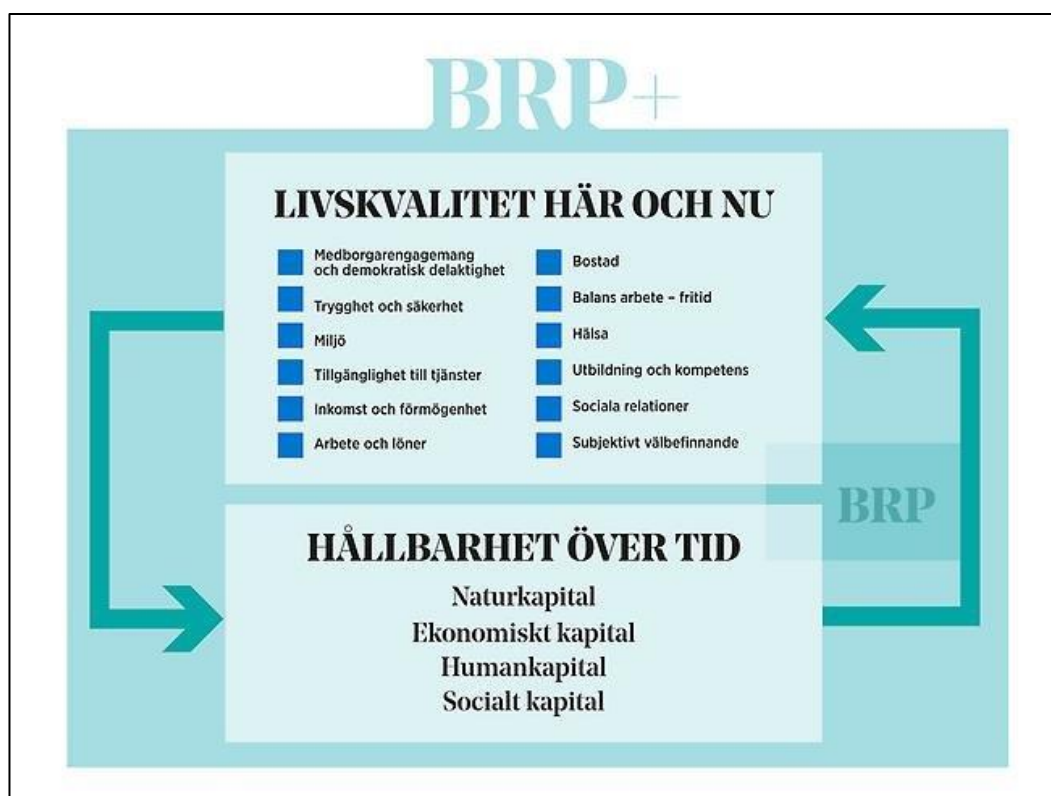 BRP+
LIVSKVALITET HÄR OCH NU
Medborgarengagemang
och demokratisk delaktighet
Trygghet och säkerhet
Miljö
Tillgänglighet till tjänster
Inkomst och förmögenhet
Arbete och löner
Bostad
Balans arbete – fritid
Hälsa
Utbildning och kompetens
Sociala relationer
Subjektivt välbefinnande
BRP
HÅLLBARHET ÖVER TID
Naturkapital
Ekonomiskt kapital
Humankapital
Socialt kapital